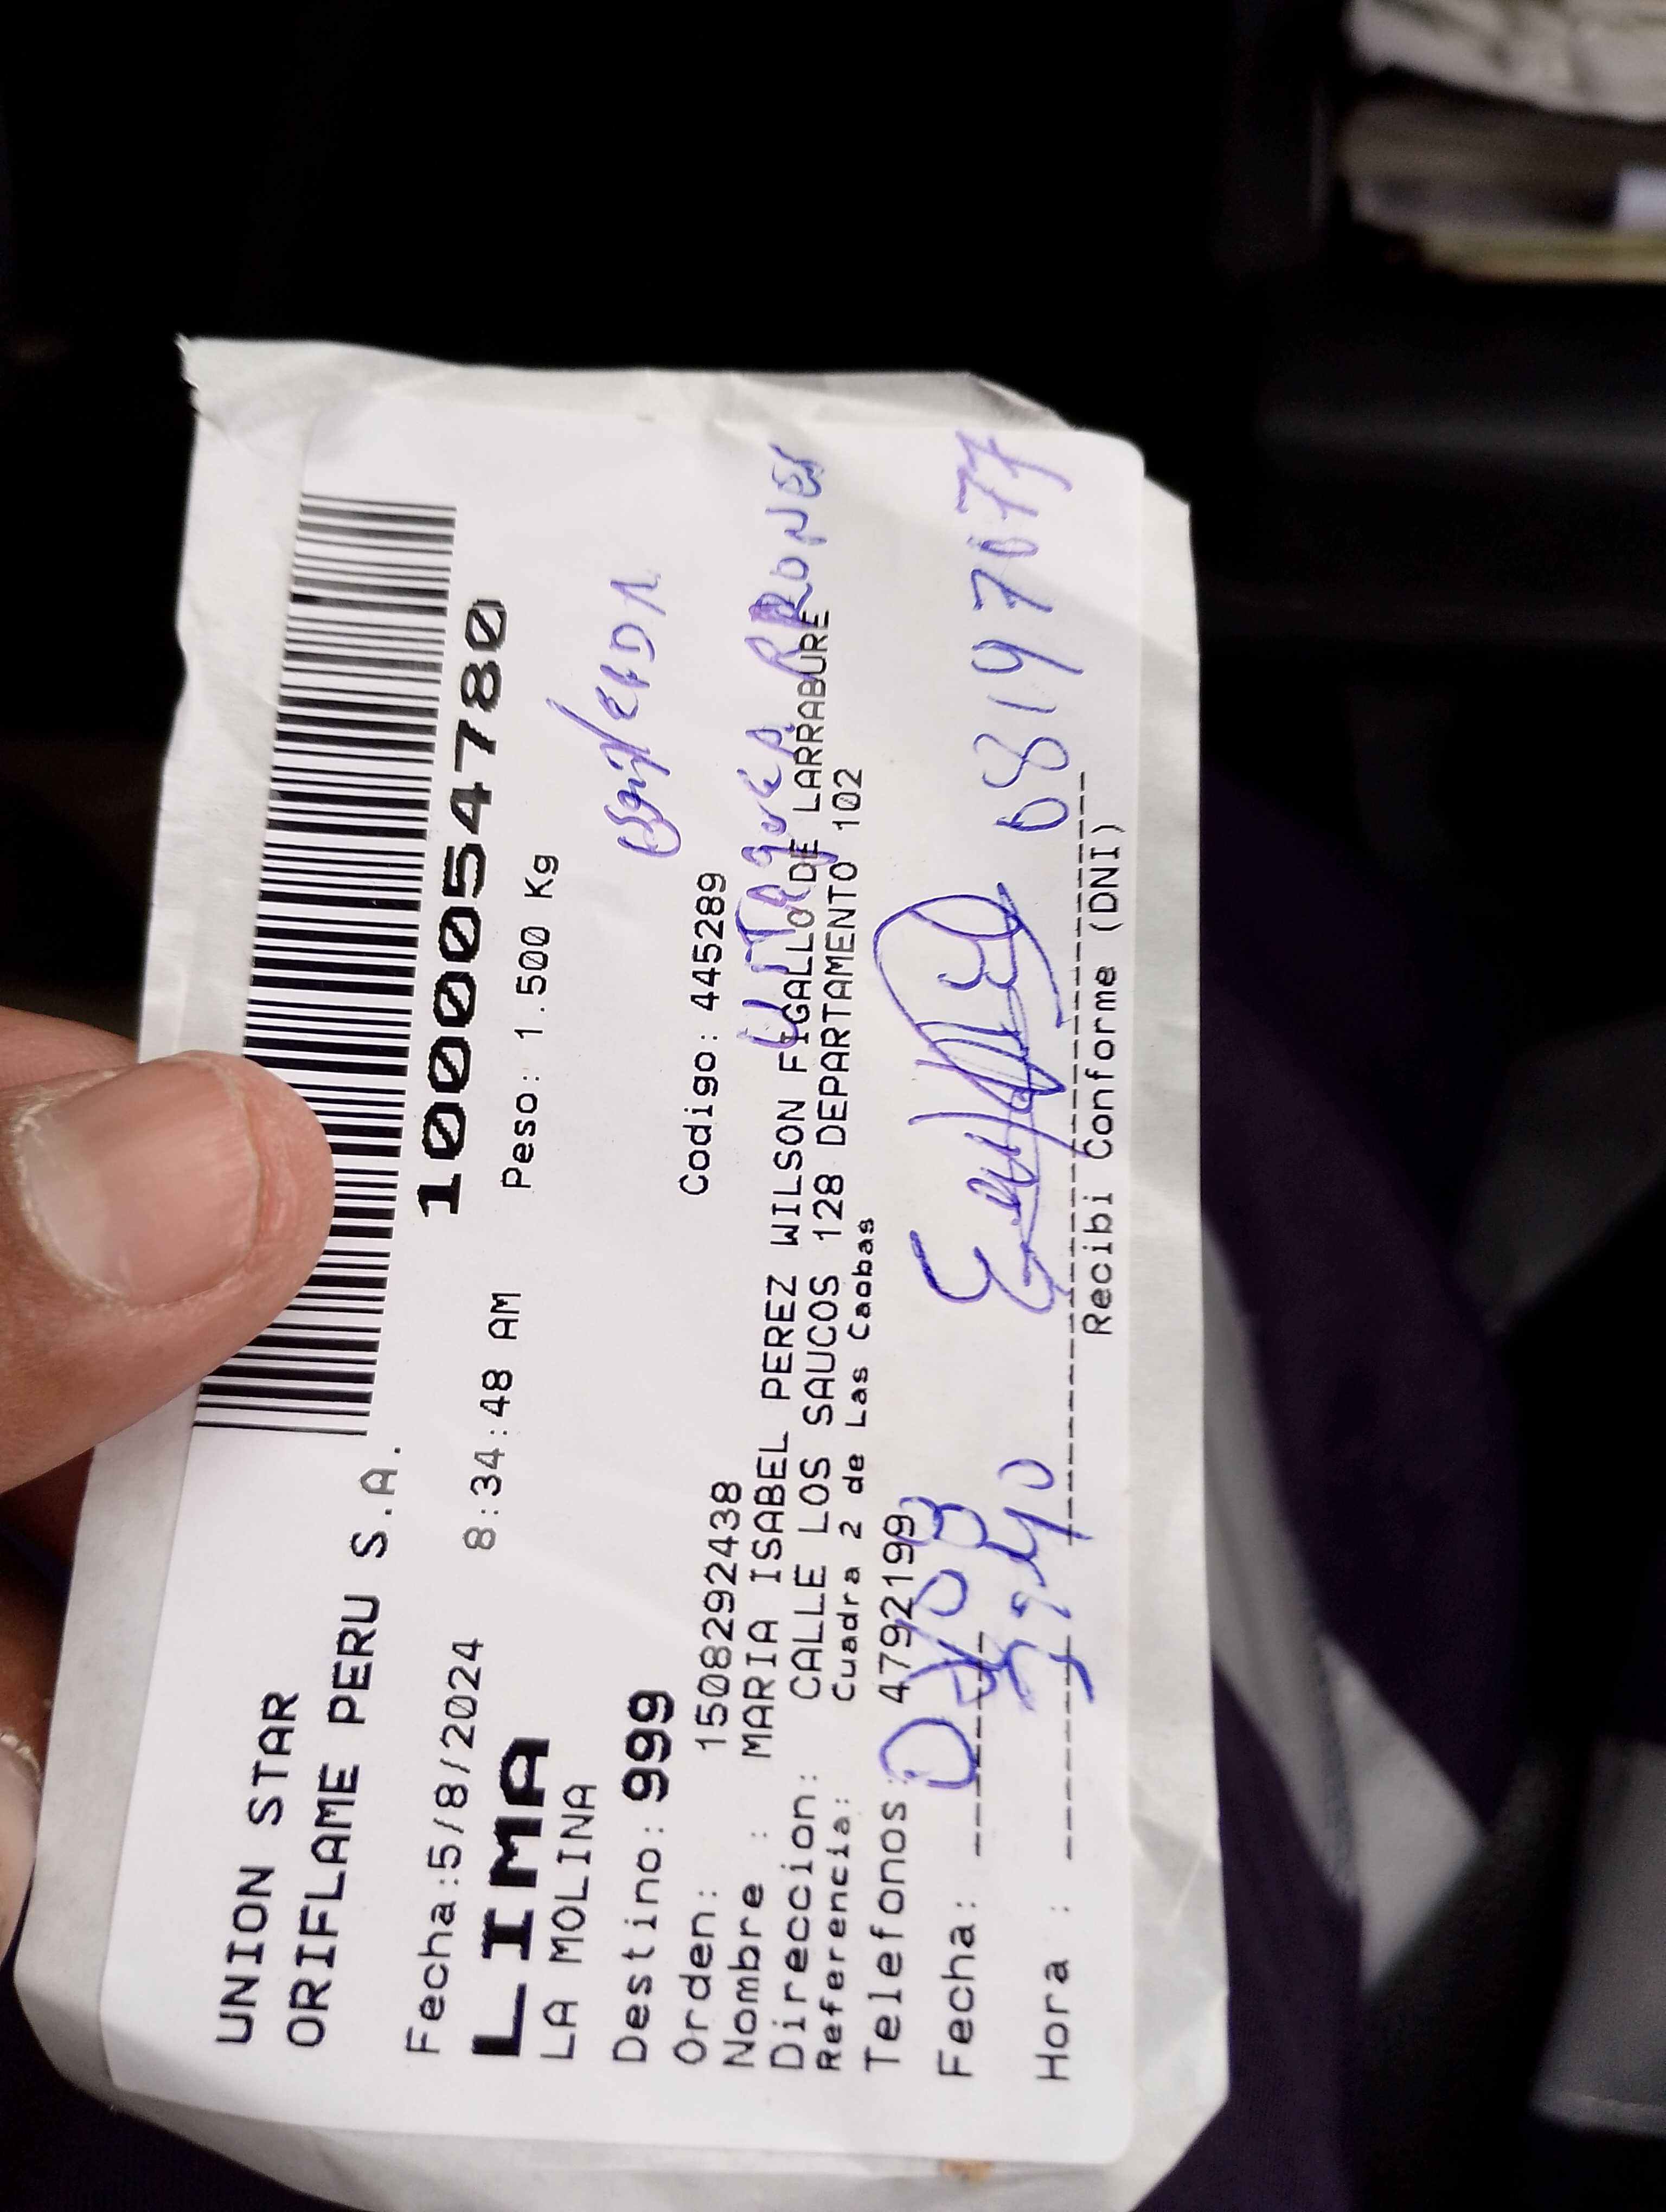 UNION STAR
ORIFLAME PERU S.A.
1000054780
Fecha:5/8/2024 8:34:48 AM Peso: 1.500 Kg
LIMA
LA MOLINA
Destino: 999
Orden: 1508292438 Codigo: 445289
Nombre : MARIA ISABEL PEREZ WILSON FIGALLO DE LARRABURE
Direccion: CALLE LOS SAUCOS 128 DEPARTAMENTO 102
Referencia: Cuadra 2 de Las Caobas
Telefonos: 4792199
Fecha:
Hora :
Recibi Conforme (DNI)